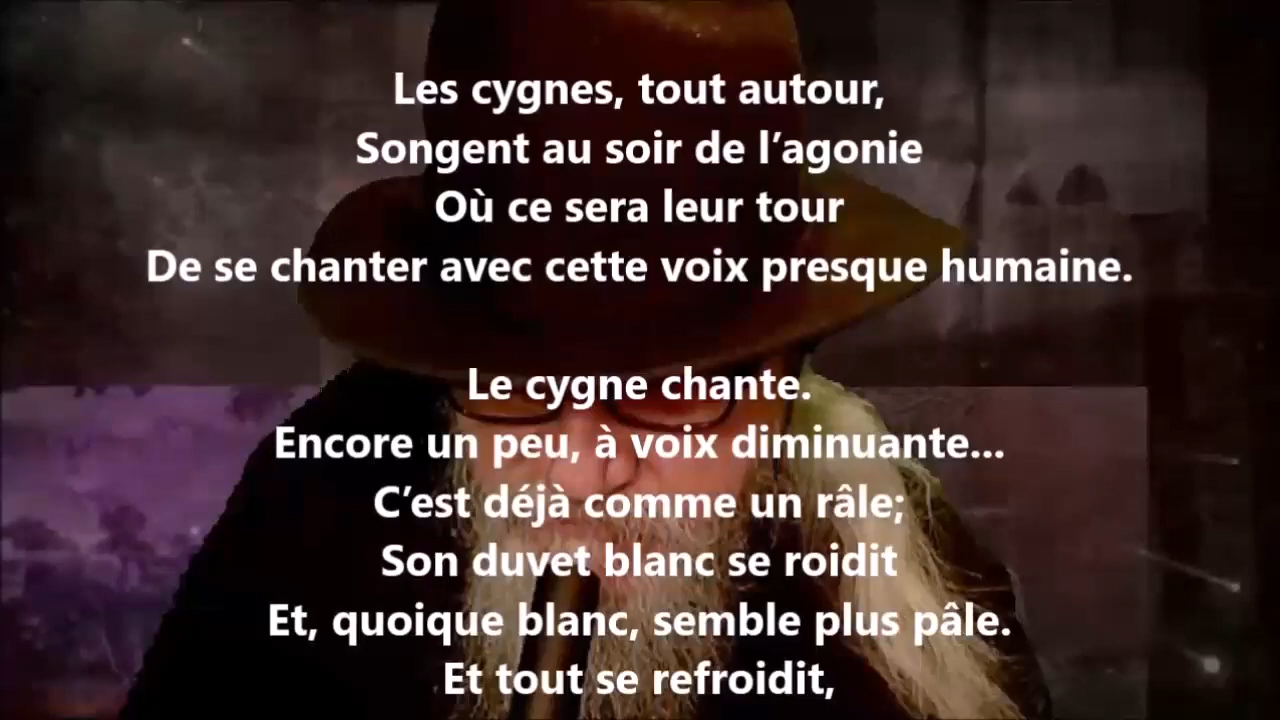 Les cygnes, tout autour,
Songent au soir de l’agonie
Où ce sera leur tour
De se chanter avec cette voix presque humaine.
Le cygne chante.
Encore un peu, à voix diminuante...
C’est déjà comme un râle;
Son duvet blanc se roidit
Et, quoique blanc, semble plus pâle.
Et tout se refroidit,